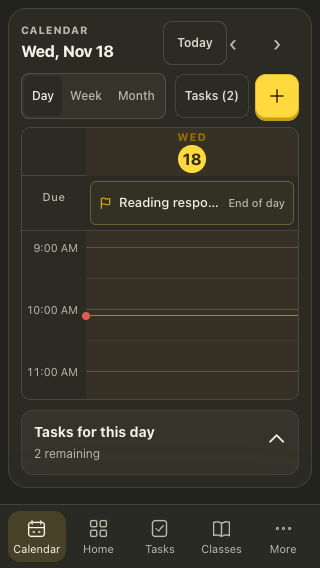 CALENDAR
Wed, Nov 18
Today
Day Week Month Tasks (2)
WED
18
Due
Reading respo... End of day
9:00 AM
10:00 AM
11:00 AM
Tasks for this day
2 remaining
Calendar Home Tasks Classes More